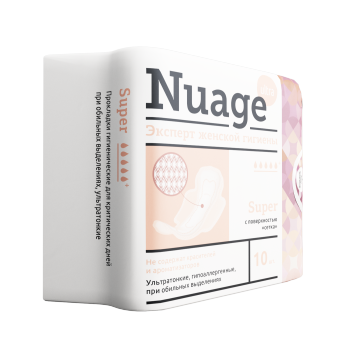 Nuage
Эксперт женской гигиены
Super
с поверхностью
«сетка»
10
Ультратонкие, гипоаллергенные,
при обильных выделениях
Super
Прокладки гигиенические для критических дней
при обильных выделениях, ультратонкие